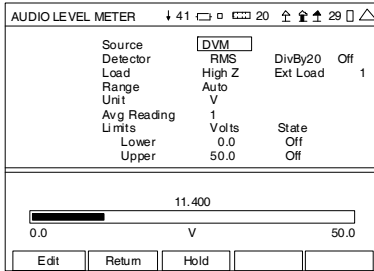 AUDIO LEVEL METER ↓ 41 20 29
Source DVM
Detector RMS DivBy20 Off
Load High Z Ext Load 1
Range Auto
Unit V
Avg Reading 1
Limits Volts State
Lower 0.0 Off
Upper 50.0 Off
11.400
0.0 V 50.0
Edit Return Hold